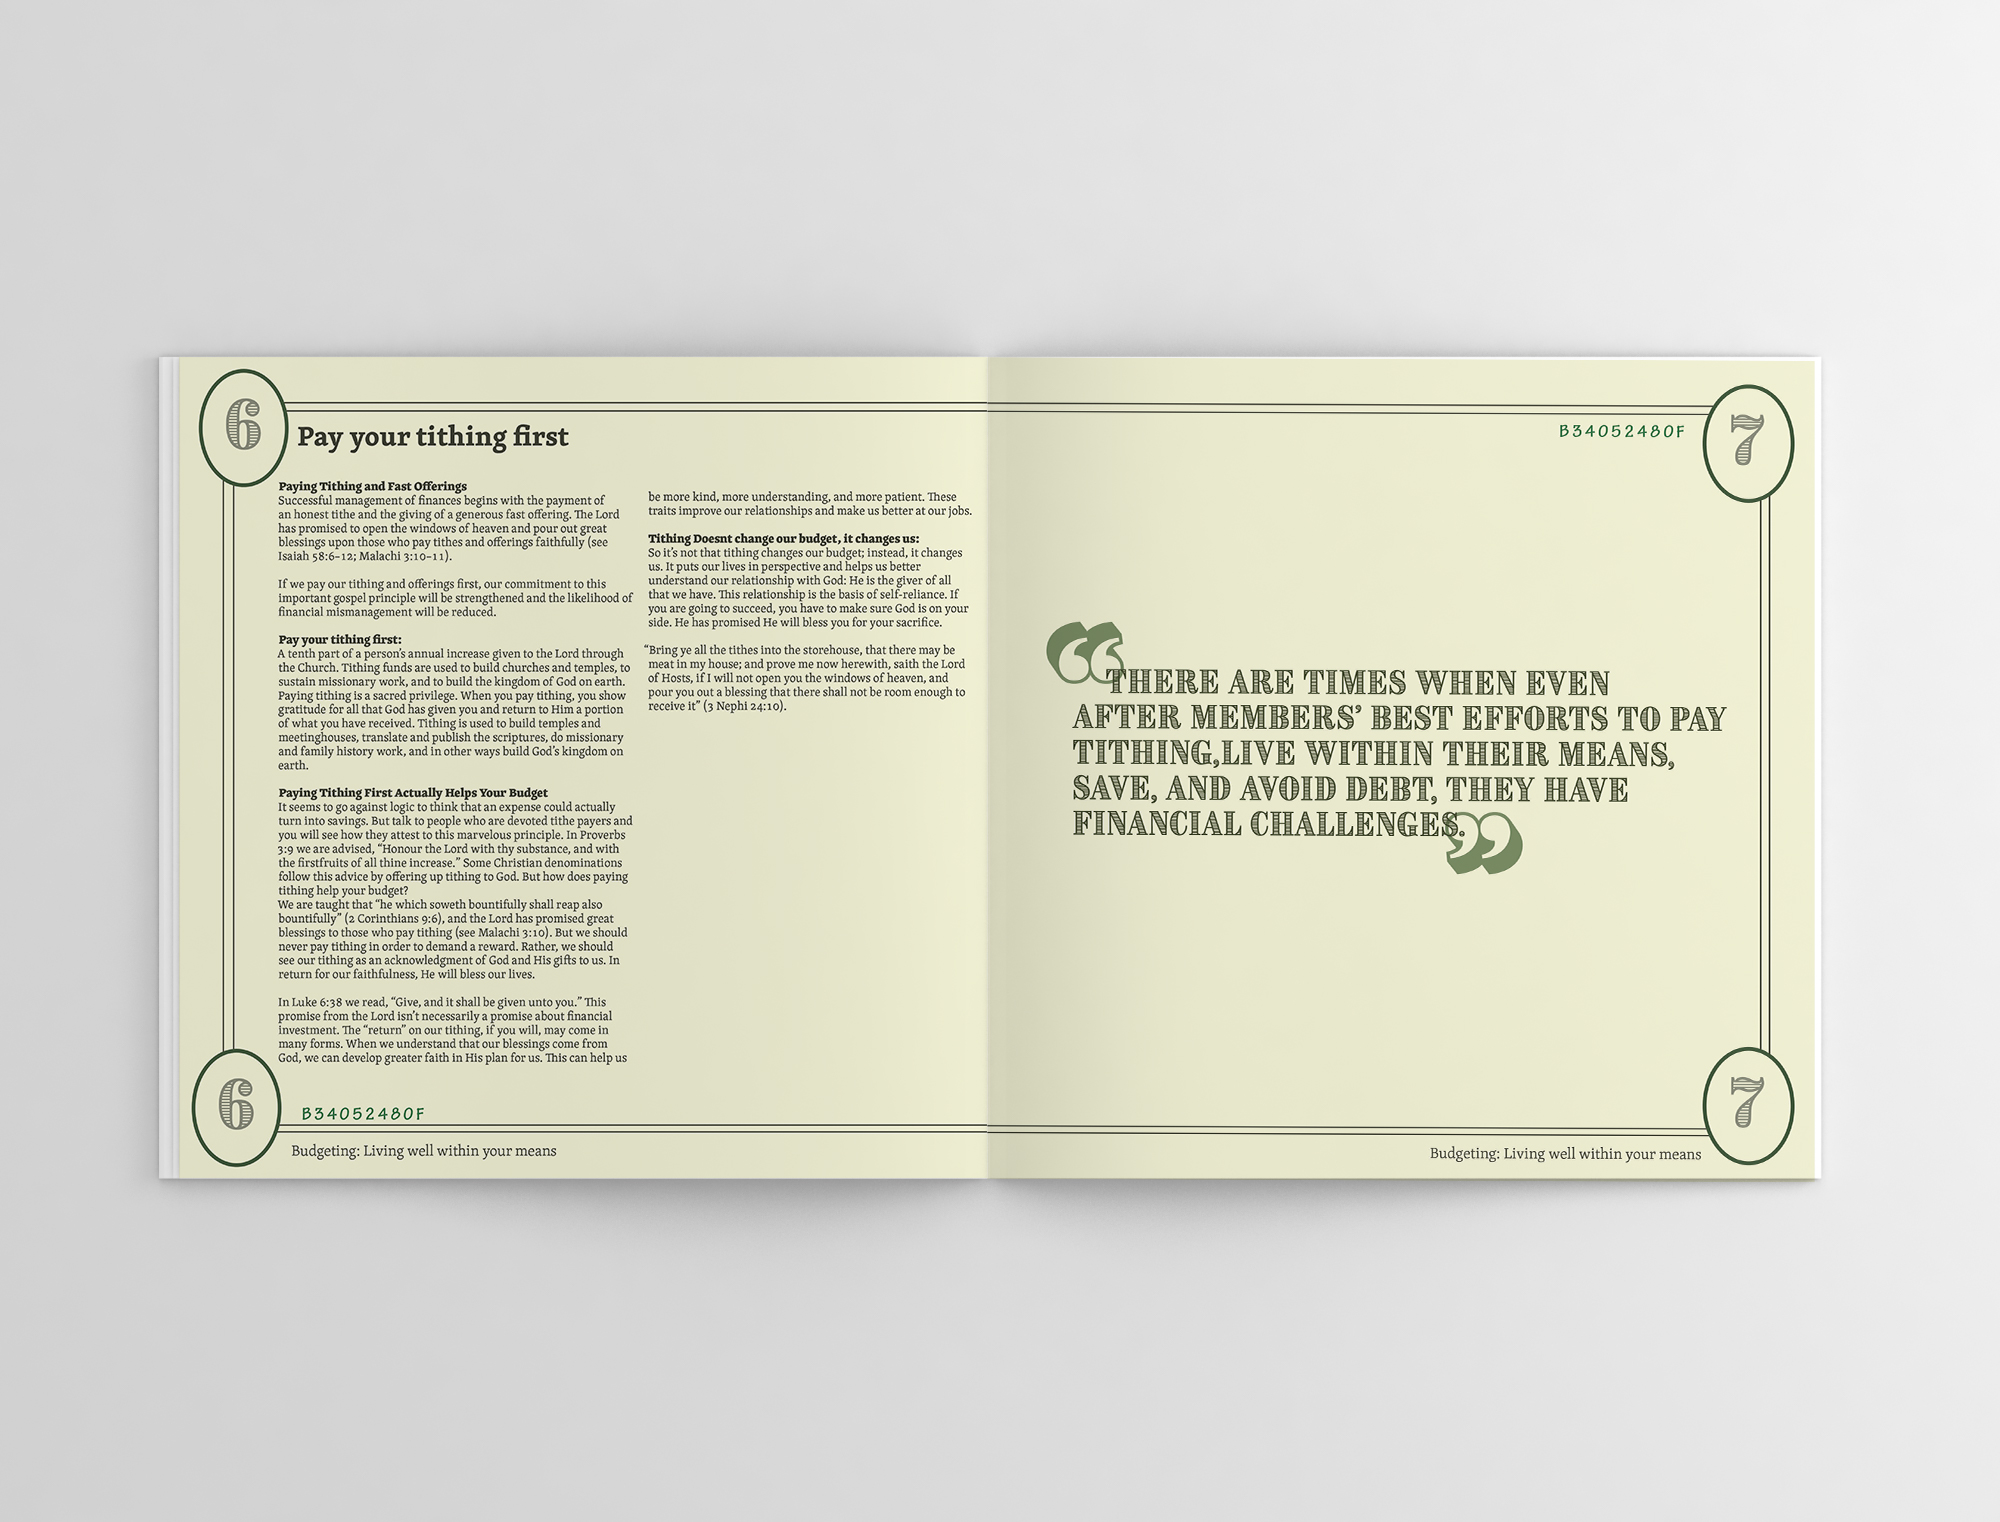 6
Pay your tithing first
Paying Tithing and Fast Offerings
Successful management of finances begins with the payment of
an honest tithe and the giving of a generous fast offering. The Lord
has promised to open the windows of heaven and pour out great
blessings upon those who pay tithes and offerings faithfully (see
Isaiah 58:6–12; Malachi 3:10–11).
If we pay our tithing and offerings first, our commitment to this
important gospel principle will be strengthened and the likelihood of
financial mismanagement will be reduced.
Pay your tithing first:
A tenth part of a person's annual increase given to the Lord through
the Church. Tithing funds are used to build churches and temples, to
sustain missionary work, and to build the kingdom of God on earth.
Paying tithing is a sacred privilege. When you pay tithing, you show
gratitude for all that God has given you and return to Him a portion
of what you have received. Tithing is used to build temples and
meetinghouses, translate and publish the scriptures, do missionary
and family history work, and in other ways build God's kingdom on
earth.
Paying Tithing First Actually Helps Your Budget
It seems to go against logic to think that an expense could actually
turn into savings. But talk to people who are devoted tithe payers and
you will see how they attest to this marvelous principle. In Proverbs
3:9 we are advised, “Honour the Lord with thy substance, and with
the firstfruits of all thine increase.” Some Christian denominations
follow this advice by offering up tithing to God. But how does paying
tithing help your budget?
We are taught that “he which soweth bountifully shall reap also
bountifully” (2 Corinthians 9:6), and the Lord has promised great
blessings to those who pay tithing (see Malachi 3:10). But we should
never pay tithing in order to demand a reward. Rather, we should
see our tithing as an acknowledgment of God and His gifts to us. In
return for our faithfulness, He will bless our lives.
In Luke 6:38 we read, “Give, and it shall be given unto you.” This
promise from the Lord isn't necessarily a promise about financial
investment. The “return” on our tithing, if you will, may come in
many forms. When we understand that our blessings come from
God, we can develop greater faith in His plan for us. This can help us
be more kind, more understanding, and more patient. These
traits improve our relationships and make us better at our jobs.
Tithing Doesnt change our budget, it changes us:
So it's not that tithing changes our budget; instead, it changes
us. It puts our lives in perspective and helps us better
understand our relationship with God: He is the giver of all
that we have. This relationship is the basis of self-reliance. If
you are going to succeed, you have to make sure God is on your
side. He has promised He will bless you for your sacrifice.
“Bring ye all the tithes into the storehouse, that there may be
meat in my house; and prove me now herewith, saith the Lord
of Hosts, if I will not open you the windows of heaven, and
pour you out a blessing that there shall not be room enough to
receive it” (3 Nephi 24:10).
6
B34052480F
Budgeting: Living well within your means
B34052480F
7
“THERE ARE TIMES WHEN EVEN
AFTER MEMBERS' BEST EFFORTS TO PAY
TITHING,LIVE WITHIN THEIR MEANS,
SAVE, AND AVOID DEBT, THEY HAVE
FINANCIAL CHALLENGES.”
7
Budgeting: Living well within your means